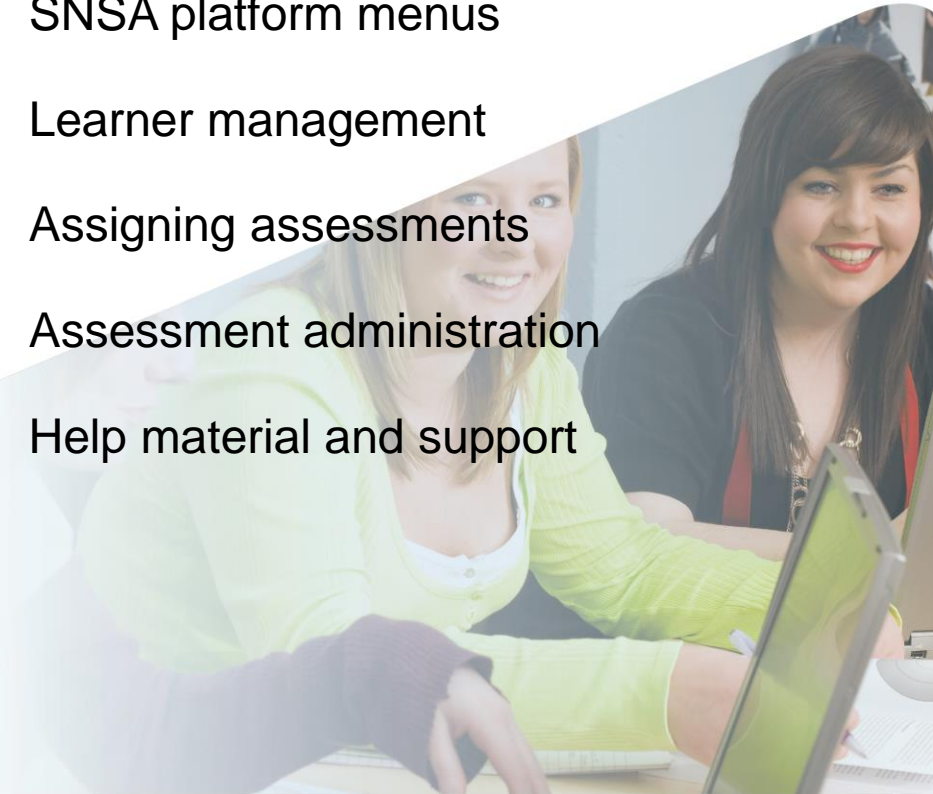 SNSA platform menus
Learner management
Assigning assessments
Assessment administration
Help material and support